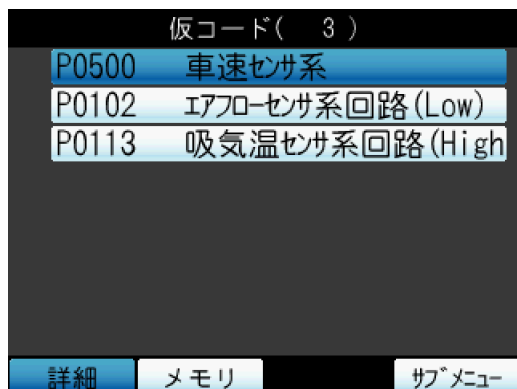 仮コード(　3)
P0500　車速ｾﾝｻ系
P0102　ｴｱﾌﾛｰｾﾝｻ系回路(Low)
P0113　吸気温ｾﾝｻ系回路(High
詳細　メモリ　ｻﾌﾞﾒﾆｭｰ